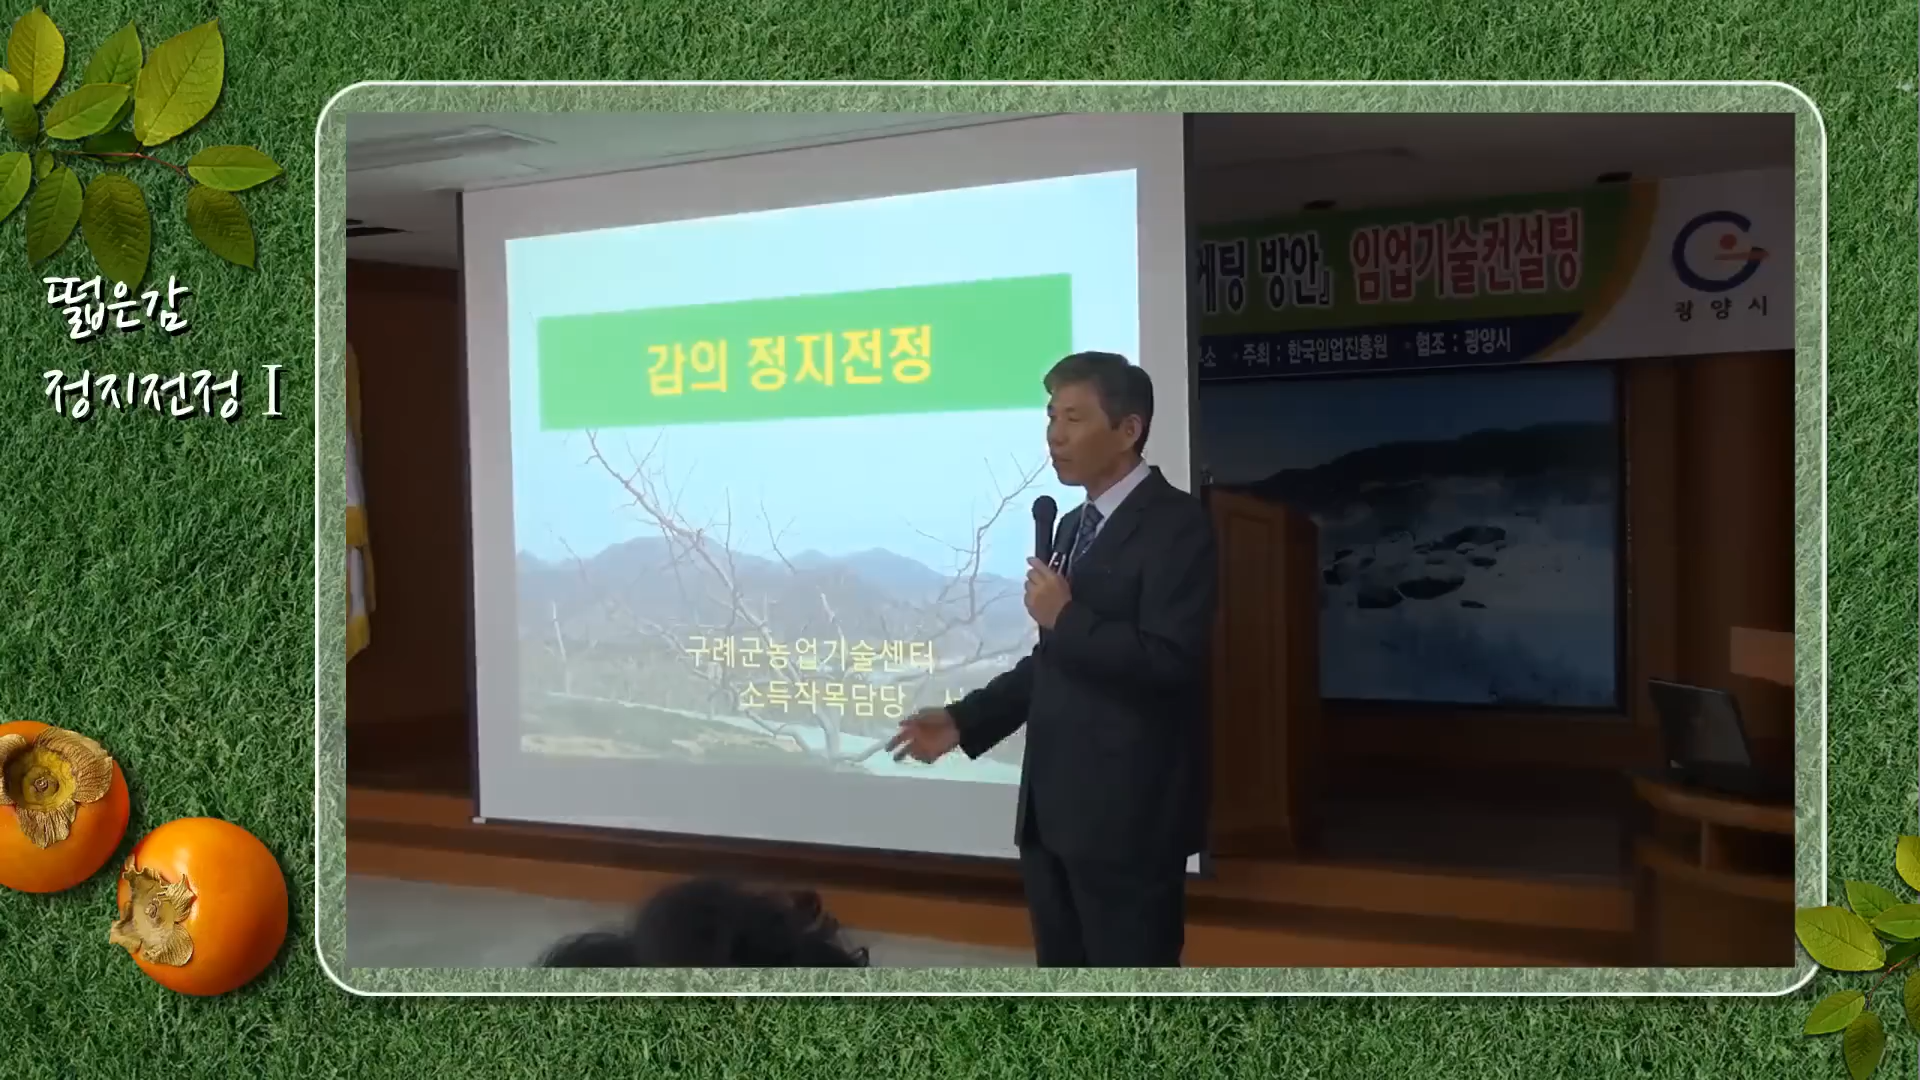 떫은감
정지전정 I
감의 정지전정
구례군농업기술센터
소득작목담당
방안』 임업기술컨설팅
주최 : 한국임업진흥원 • 협조 : 광양시
광양시